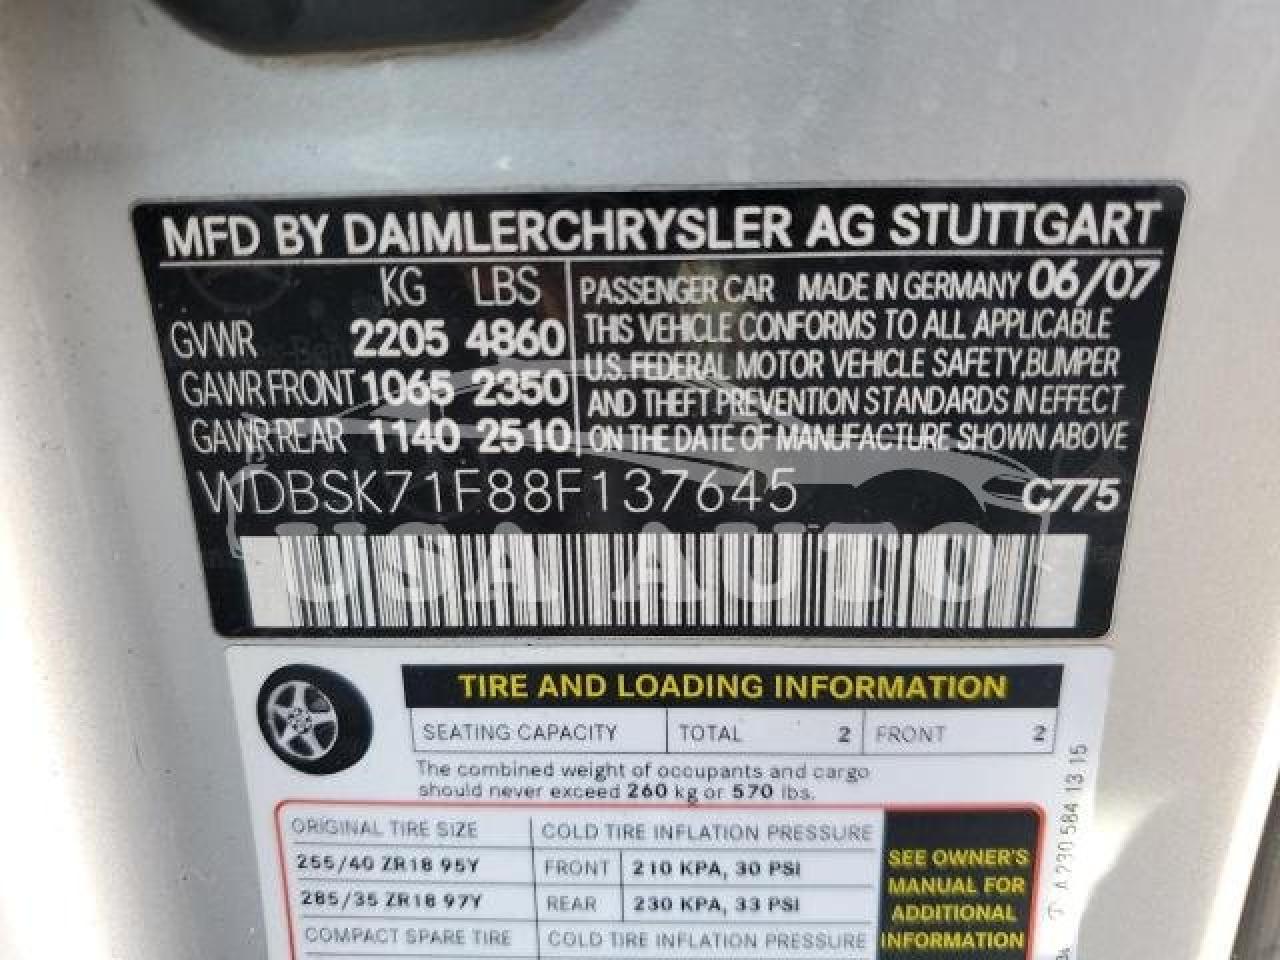 MFD BY DAIMLERCHRYSLER AG STUTTGART
KG LBS
PASSENGER CAR MADE IN GERMANY 06/07
GVWR 2205 4860
THIS VEHICLE CONFORMS TO ALL APPLICABLE
U.S. FEDERAL MOTOR VEHICLE SAFETY,BUMPER
GAWR FRONT 1065 2350
AND THEFT PREVENTION STANDARDS IN EFFECT
GAWR REAR 1140 2510
ON THE DATE OF MANUFACTURE SHOWN ABOVE
WDBSK71F88F137645 C775
USA AUTO
TIRE AND LOADING INFORMATION
SEATING CAPACITY TOTAL 2 FRONT 2
The combined weight of occupants and cargo
should never exceed 260 kg or 570 lbs.
ORIGINAL TIRE SIZE COLD TIRE INFLATION PRESSURE
255/40 ZR18 95Y FRONT 210 KPA, 30 PSI
285/35 ZR18 97Y REAR 230 KPA, 33 PSI
COMPACT SPARE TIRE COLD TIRE INFLATION PRESSURE
SEE OWNER'S
MANUAL FOR
ADDITIONAL
INFORMATION
A 230 584 13 15